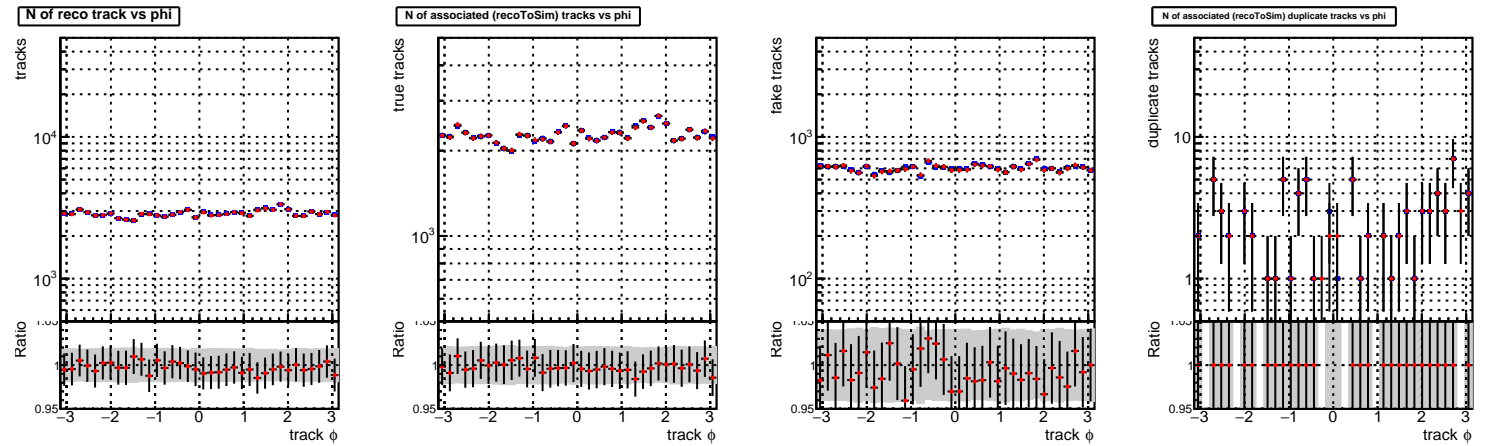 N of reco track vs phi
tracks
10⁴
10³
Ratio
1
0.95
−3 −2 −1 0 1 2 3
track ϕ
N of associated (recoToSim) tracks vs phi
true tracks
10³
Ratio
1
0.95
−3 −2 −1 0 1 2 3
track ϕ
fake tracks
10³
10²
Ratio
1
0.95
−3 −2 −1 0 1 2 3
track ϕ
N of associated (recoToSim) duplicate tracks vs phi
duplicate tracks
10
1
Ratio
1
0.95
−3 −2 −1 0 1 2 3
track ϕ